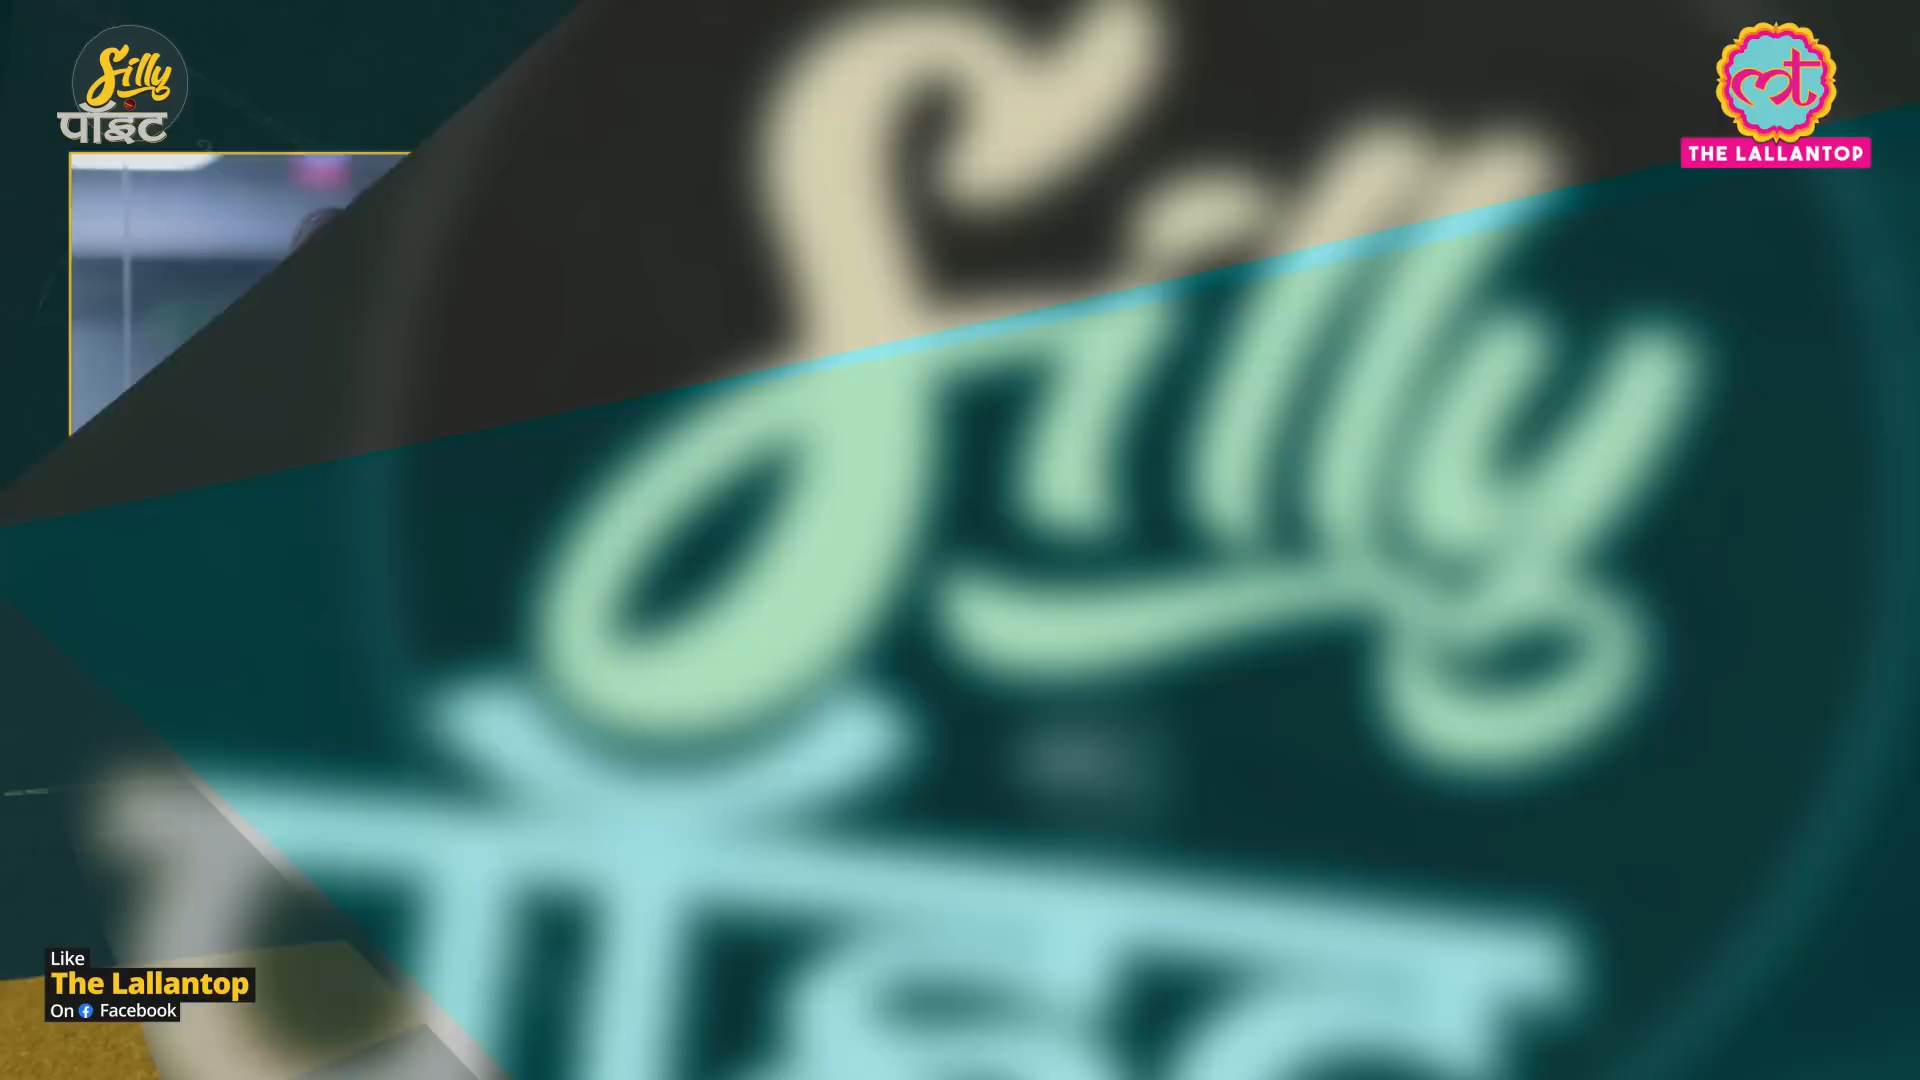 Silly
पॉइंट
THE LALLANTOP
Silly
Like
The Lallantop
On Facebook